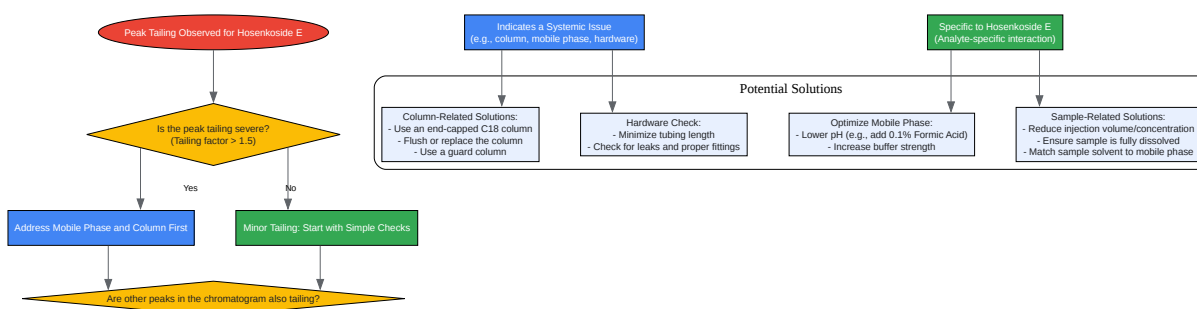 Peak Tailing Observed for Hosenkoside E
Is the peak tailing severe?
(Tailing factor > 1.5)
Yes
No
Address Mobile Phase and Column First
Minor Tailing: Start with Simple Checks
Are other peaks in the chromatogram also tailing?
Indicates a Systemic Issue
(e.g., column, mobile phase, hardware)
Specific to Hosenkoside E
(Analyte-specific interaction)
Potential Solutions
Column-Related Solutions:
- Use an end-capped C18 column
- Flush or replace the column
- Use a guard column
Hardware Check:
- Minimize tubing length
- Check for leaks and proper fittings
Optimize Mobile Phase:
- Lower pH (e.g., add 0.1% Formic Acid)
- Increase buffer strength
Sample-Related Solutions:
- Reduce injection volume/concentration
- Ensure sample is fully dissolved
- Match sample solvent to mobile phase